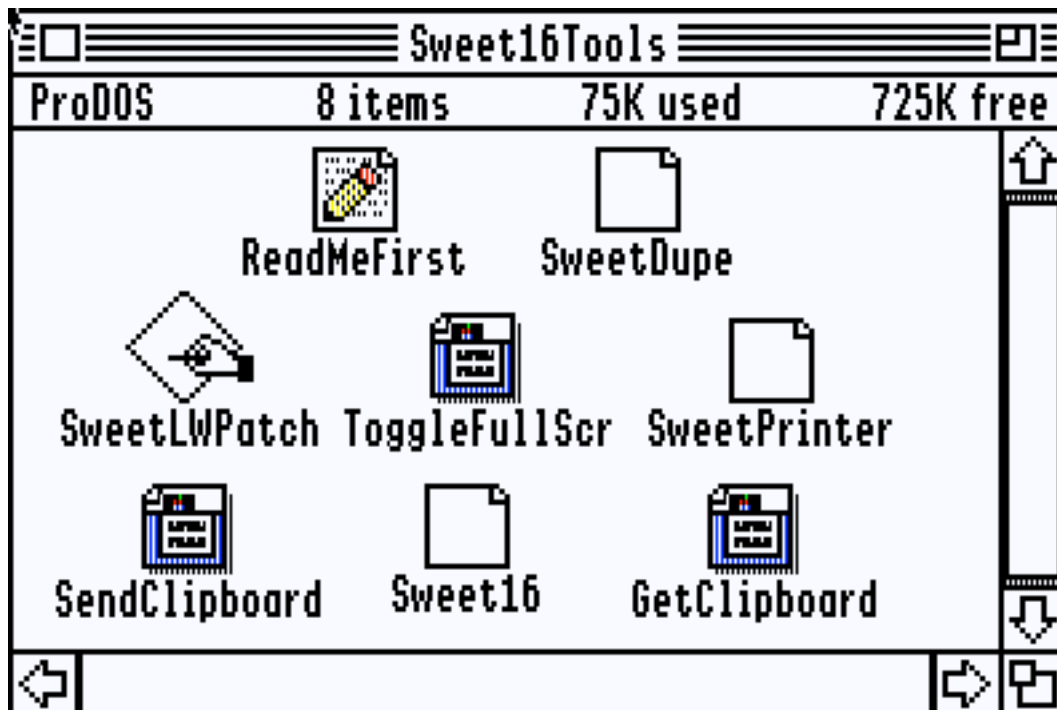 Sweet16Tools
ProDOS 8 items 75K used 725K free
ReadMeFirst SweetDupe
SweetLWPatch ToggleFullScr SweetPrinter
SendClipboard Sweet16 GetClipboard